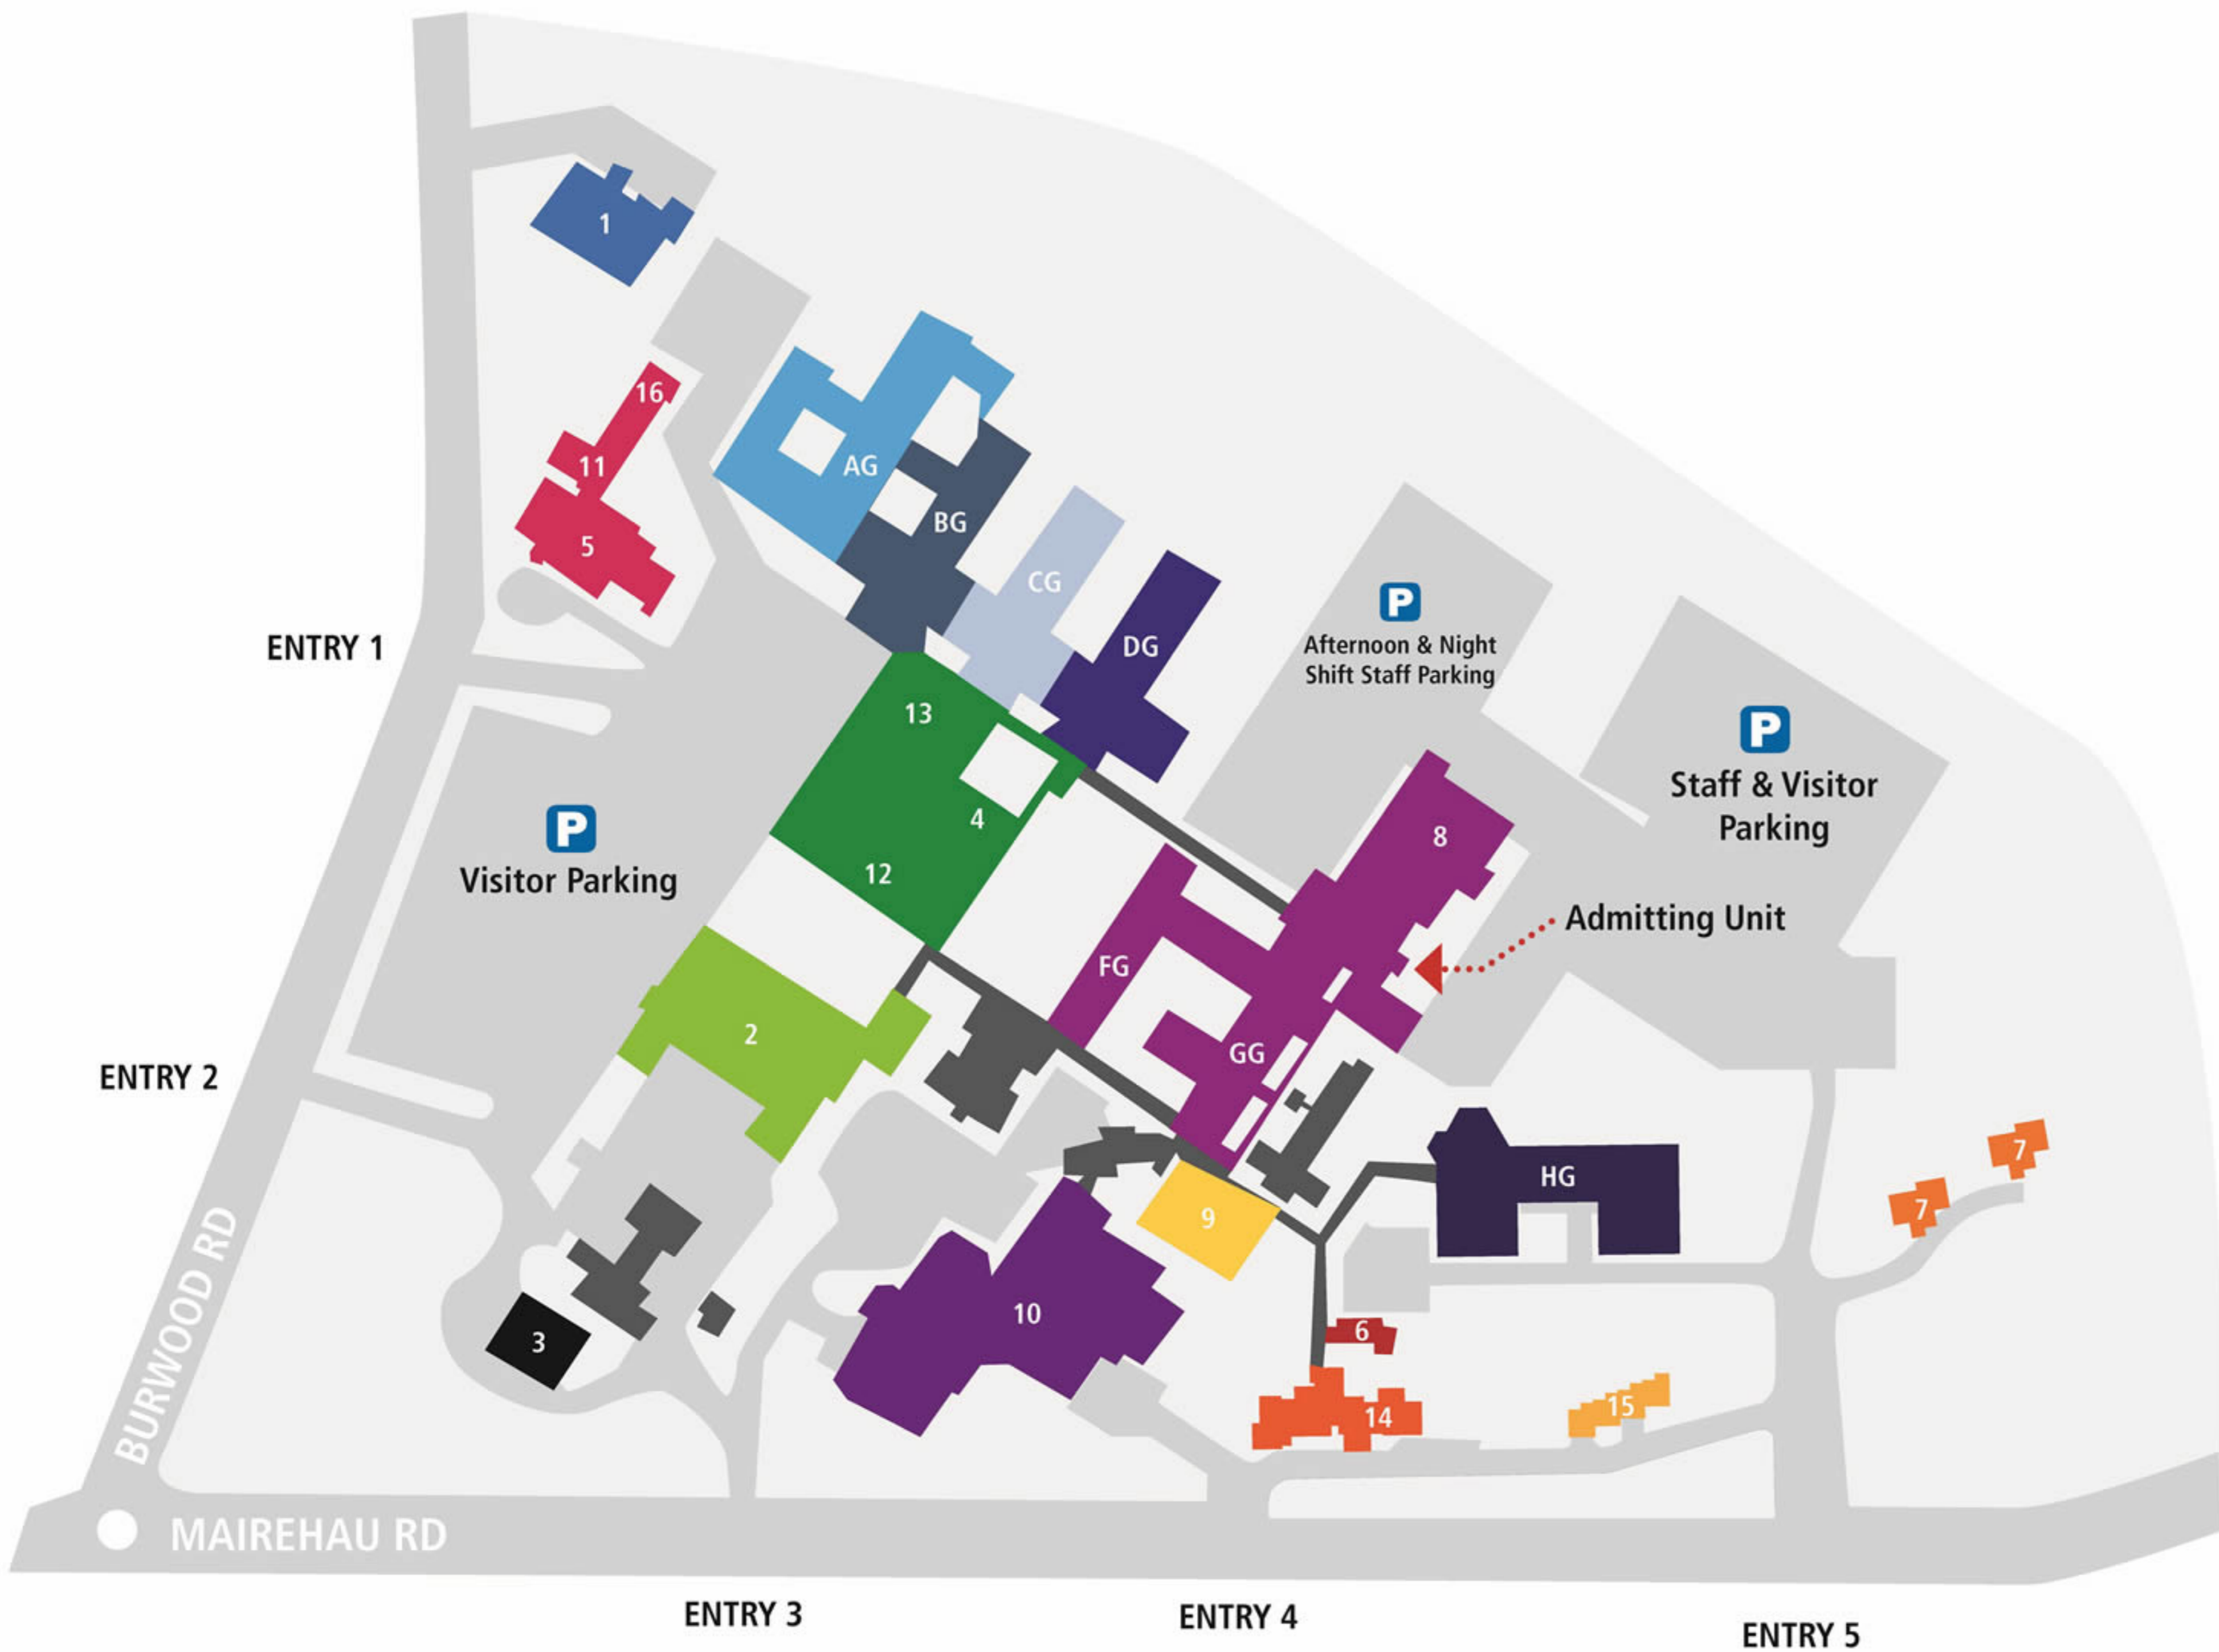 1
16
11
5
AG
BG
CG
DG
ENTRY 1
13
4
12
P
Visitor Parking
P
Afternoon & Night
Shift Staff Parking
P
Staff & Visitor
Parking
8
Admitting Unit
FG
GG
2
ENTRY 2
HG
7
7
9
10
3
6
14
15
BURWOOD RD
MAIREHAU RD
ENTRY 3
ENTRY 4
ENTRY 5